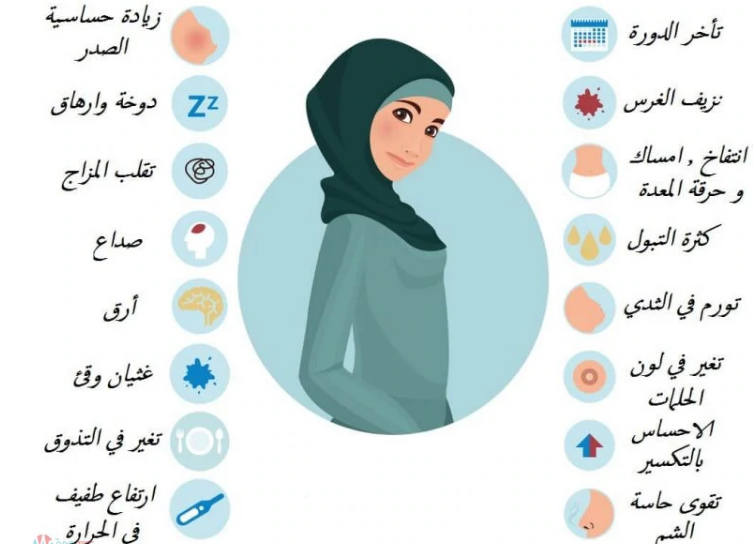 تأخر الدورة
نزيف الغرس
انتفاخ , امساك
و حرقة المعدة
كثرة التبول
تورم في الثدي
تغير في لون
الحلمات
الاحساس
بالتكسير
تقوى حاسة
الشم
زيادة حساسية
الصدر
دوخة وارهاق
Zz
تقلب المزاج
صداع
أرق
غثيان وقئ
تغير في التذوق
ارتفاع طفيف
في الحرارة